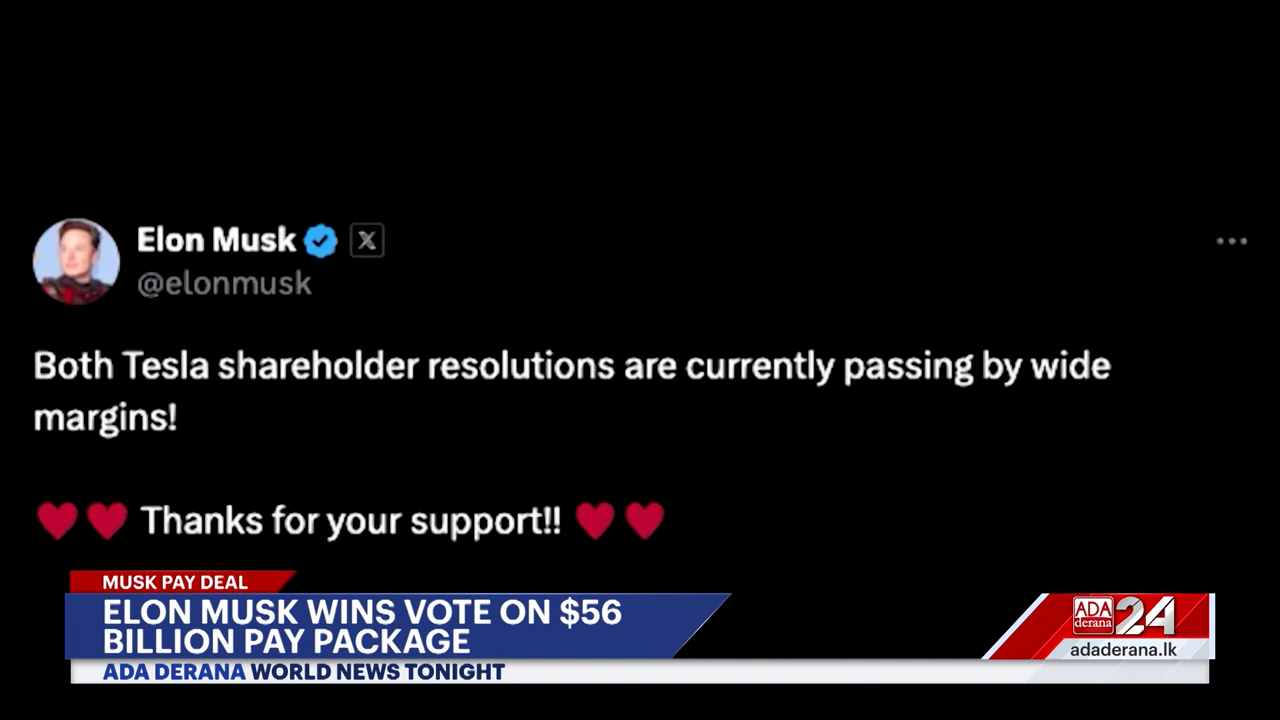 Elon Musk
@elonmusk
Both Tesla shareholder resolutions are currently passing by wide
margins!
♥♥ Thanks for your support!! ♥♥
MUSK PAY DEAL
ELON MUSK WINS VOTE ON $56
BILLION PAY PACKAGE
ADA DERANA WORLD NEWS TONIGHT
ADA
derana
24
adaderana.lk